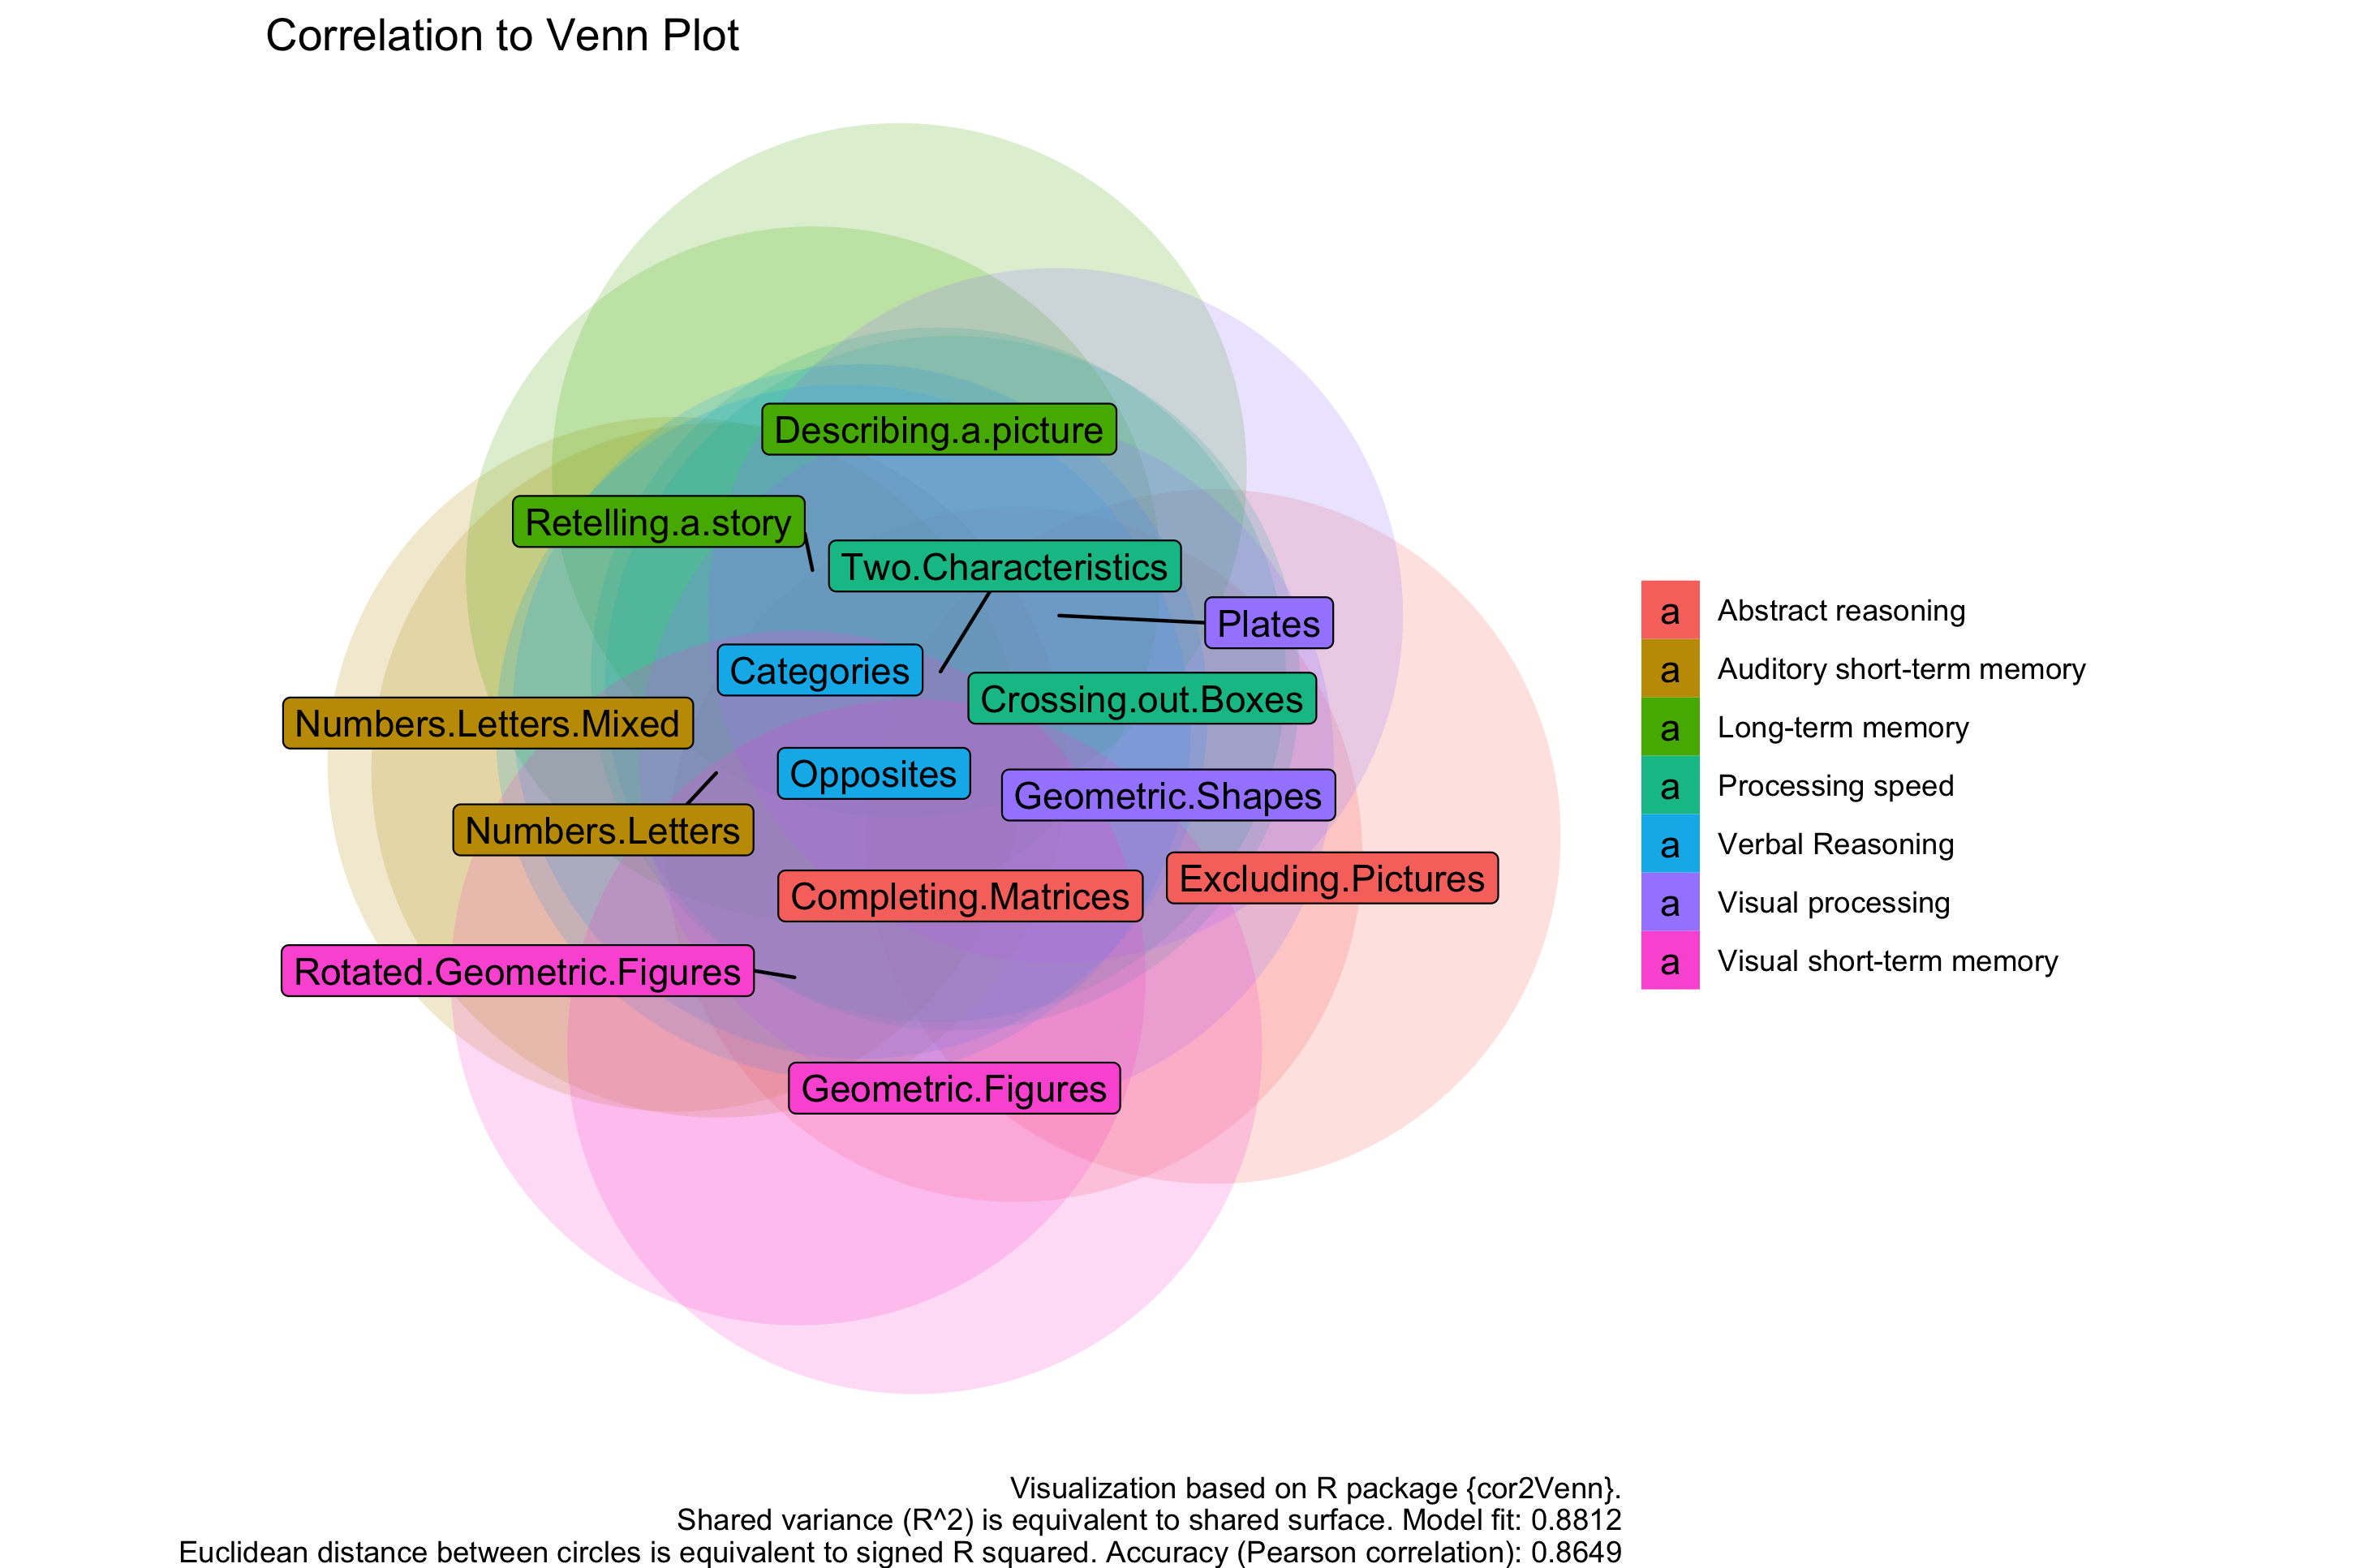 Correlation to Venn Plot
Describing.a.picture
Retelling.a.story
Two.Characteristics
Plates
Categories
Crossing.out.Boxes
Numbers.Letters.Mixed
Opposites
Geometric.Shapes
Numbers.Letters
Excluding.Pictures
Completing.Matrices
Rotated.Geometric.Figures
Geometric.Figures
a Abstract reasoning
a Auditory short-term memory
a Long-term memory
a Processing speed
a Verbal Reasoning
a Visual processing
a Visual short-term memory
Visualization based on R package {cor2Venn}.
Shared variance (R^2) is equivalent to shared surface. Model fit: 0.8812
Euclidean distance between circles is equivalent to signed R squared. Accuracy (Pearson correlation): 0.8649